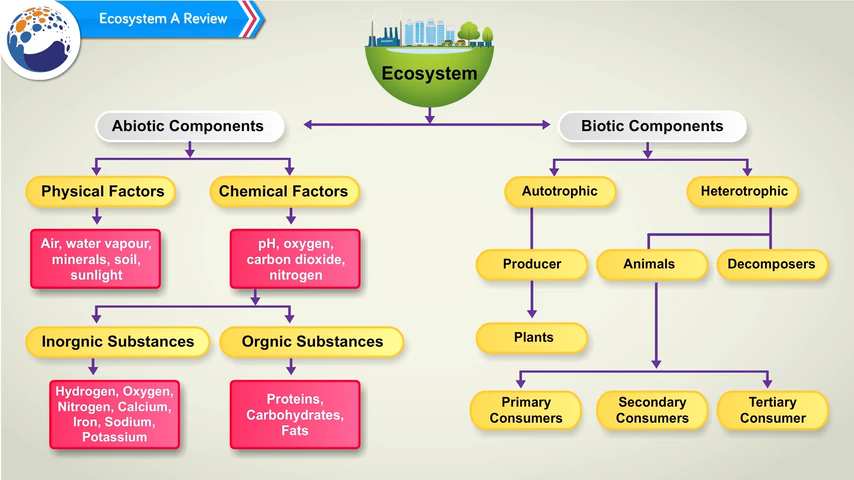 Ecosystem A Review
Ecosystem
Abiotic Components
Biotic Components
Physical Factors
Chemical Factors
Autotrophic
Heterotrophic
Air, water vapour,
minerals, soil,
sunlight
pH, oxygen,
carbon dioxide,
nitrogen
Producer
Animals
Decomposers
Plants
Inorgnic Substances
Orgnic Substances
Hydrogen, Oxygen,
Nitrogen, Calcium,
Iron, Sodium,
Potassium
Proteins,
Carbohydrates,
Fats
Primary
Consumers
Secondary
Consumers
Tertiary
Consumer